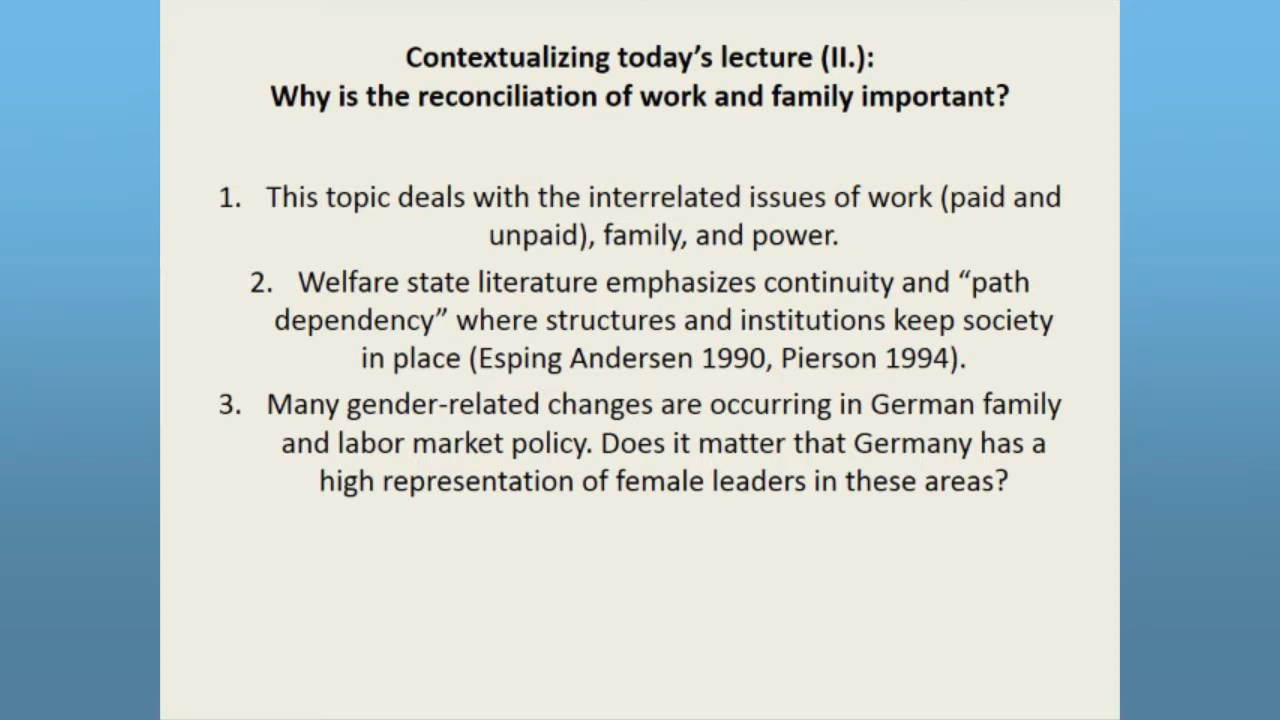 Contextualizing today’s lecture (II.):
Why is the reconciliation of work and family important?
1. This topic deals with the interrelated issues of work (paid and
unpaid), family, and power.
2. Welfare state literature emphasizes continuity and “path
dependency” where structures and institutions keep society
in place (Esping Andersen 1990, Pierson 1994).
3. Many gender-related changes are occurring in German family
and labor market policy. Does it matter that Germany has a
high representation of female leaders in these areas?